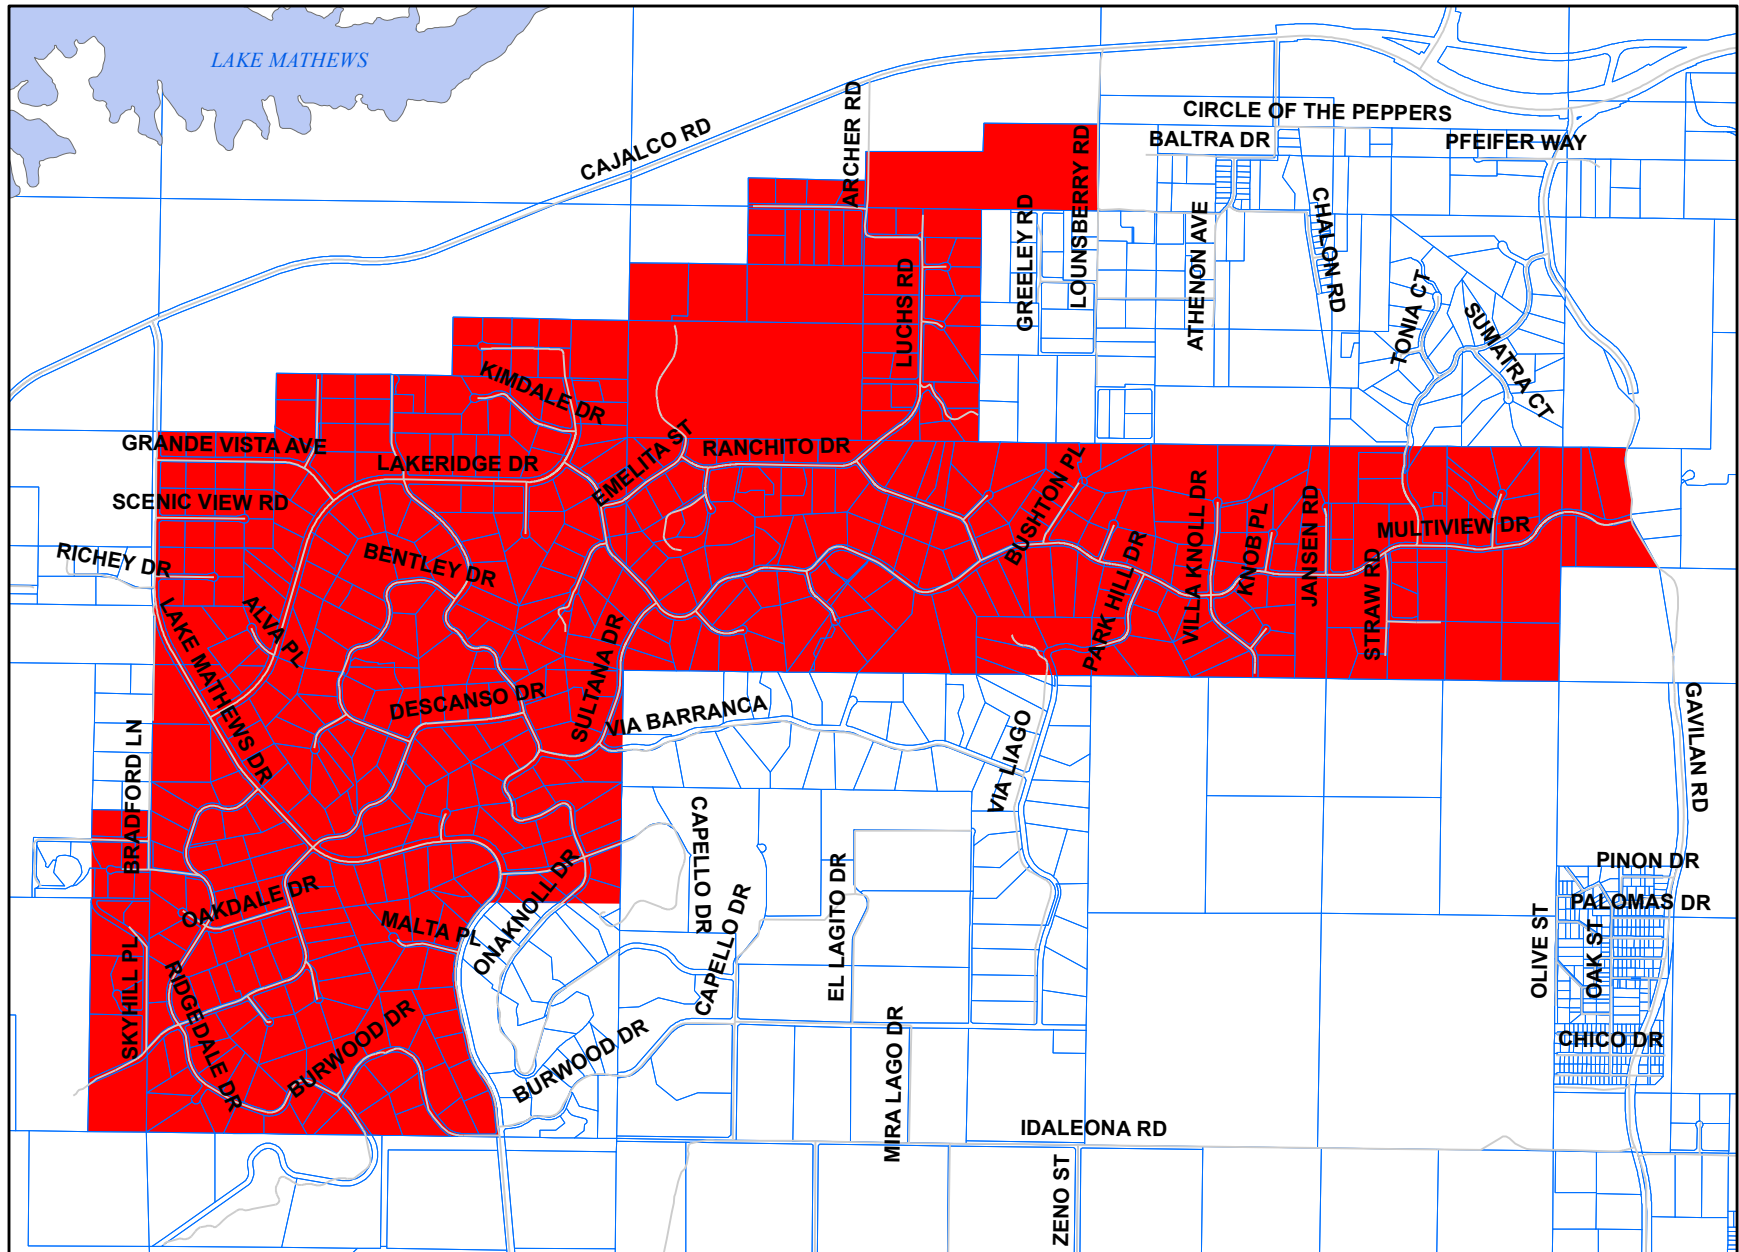 LAKE MATHEWS
CAJALCO RD
ARCHER RD
CIRCLE OF THE PEPPERS
BALTRA DR
PFEIFER WAY
LOUNSBERRY RD
GREELEY RD
ATHENON AVE
CHALON RD
TONIA CT
SUMATRA CT
LUCHS RD
KIMDALE DR
GRANDE VISTA AVE
LAKERIDGE DR
EMELITA ST
RANCHITO DR
SCENIC VIEW RD
BUSHTON PL
VILLA KNOLL DR
KNOB PL
JANSEN RD
MULTIVIEW DR
RICHEY DR
BENTLEY DR
PARK HILL DR
STRAW RD
ALVA PL
LAKE MATHEWS DR
SULTANA DR
DESCANSO DR
VIA BARRANCA
VIA LIAGO
GAVILAN RD
BRADFORD LN
CAPELLO DR
CAPELLO DR
EL LAGITO DR
OAKDALE DR
MALTA PL
ONAKNOLL DR
PINON DR
PALOMAS DR
OLIVE ST
OAK ST
SKYHILL PL
RIDGEDALE DR
BURWOOD DR
BURWOOD DR
CHICO DR
MIRA LAGO DR
IDALEONA RD
ZENO ST